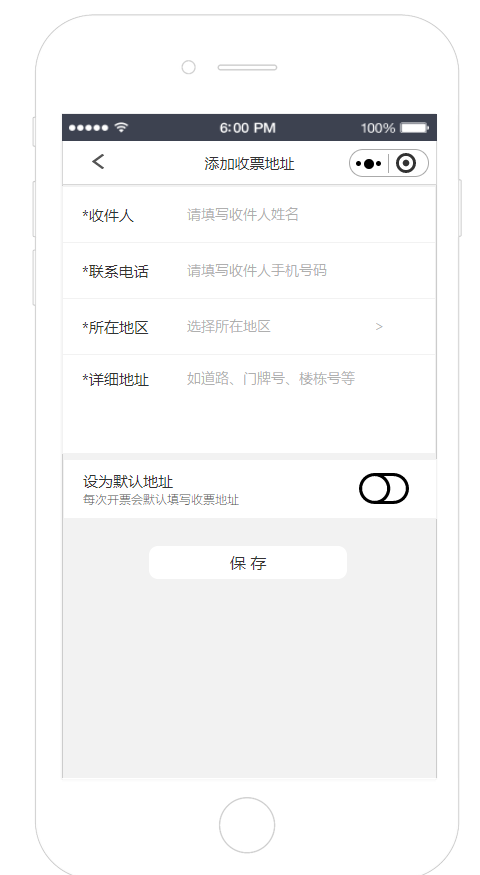 6:00 PM 100%
添加收票地址
*收件人 请填写收件人姓名
*联系电话 请填写收件人手机号码
*所在地区 选择所在地区 >
*详细地址 如道路、门牌号、楼栋号等
设为默认地址
每次开票会默认填写收票地址
保 存